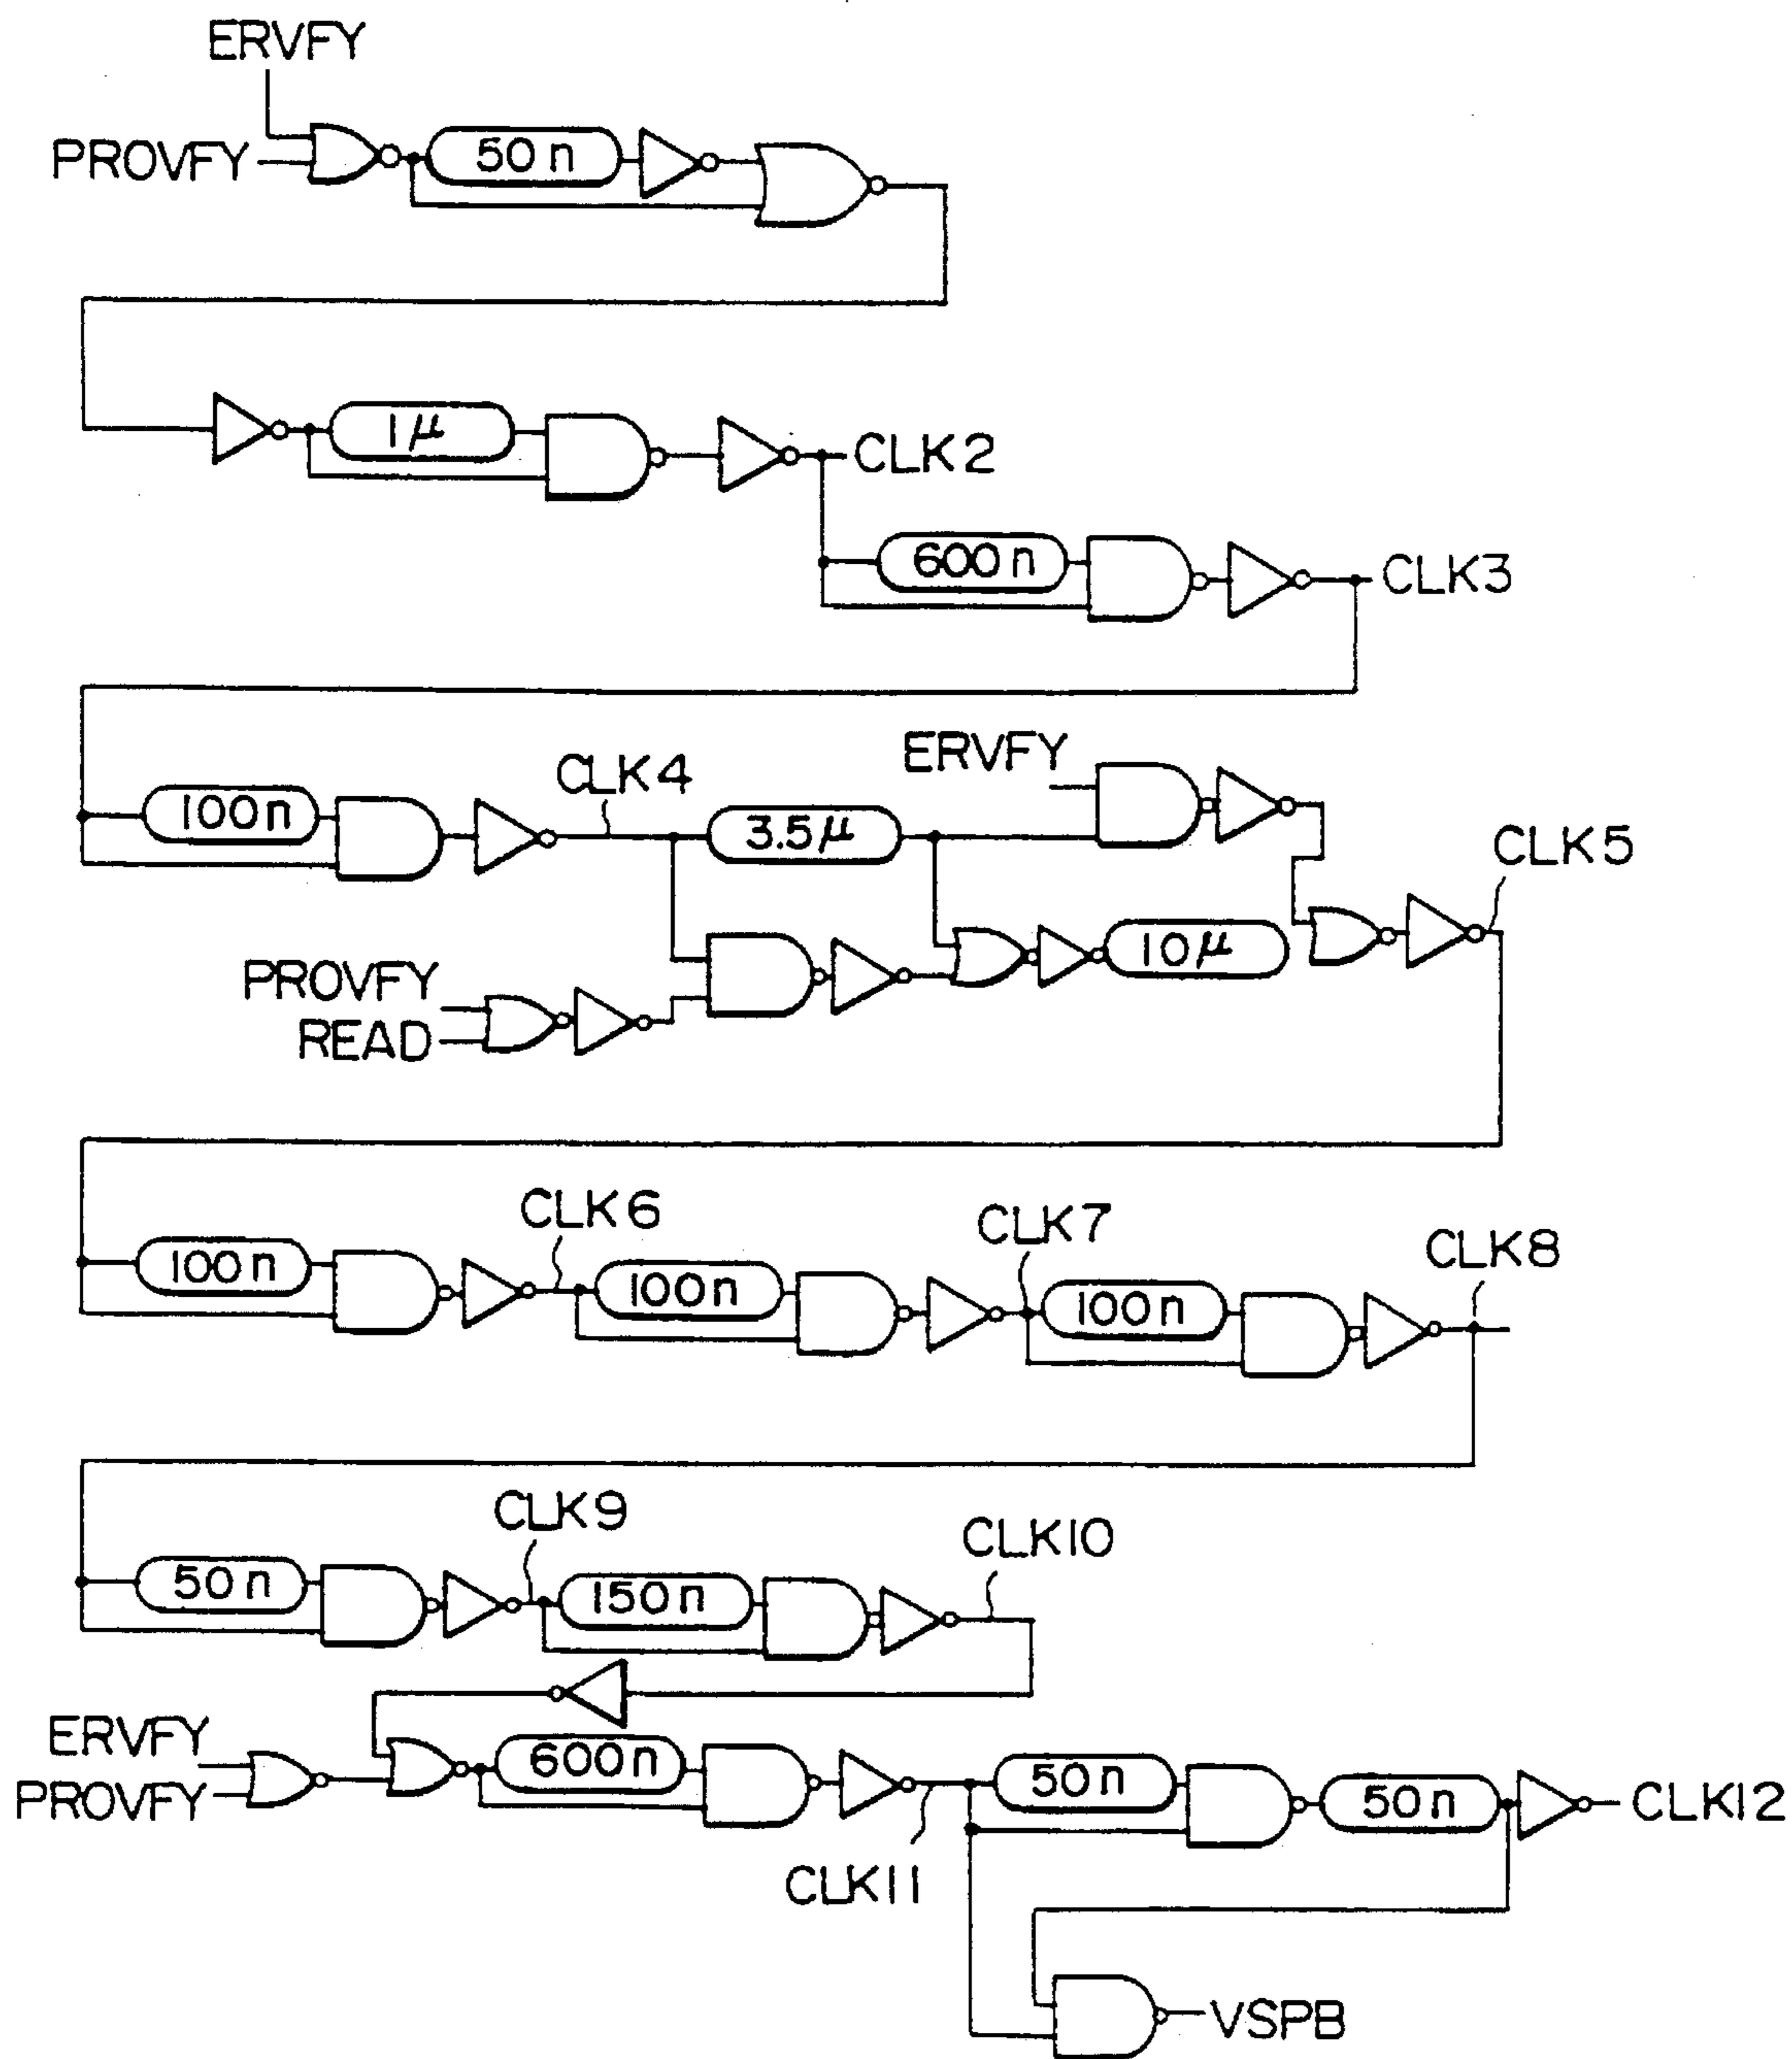 ERVFY
PROVFY
50n
1μ
CLK2
600n
CLK3
ERVFY
CLK4
100n
3.5μ
CLK5
10μ
PROVFY
READ
CLK6
CLK7
CLK8
100n
100n
100n
CLK9
CLK10
50n
150n
ERVFY
PROVFY
600n
50n
50n
CLK12
CLK11
VSPB